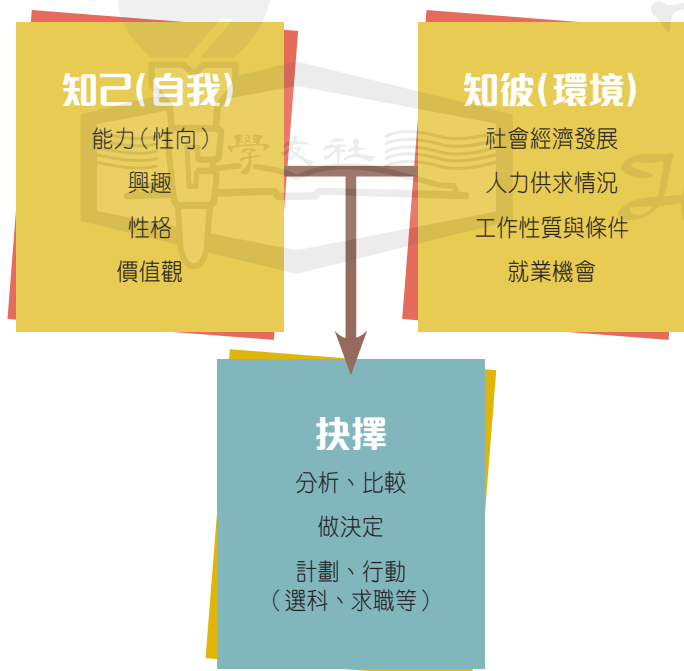 知己(自我)
能力(性向)
興趣
性格
價值觀
知彼(環境)
社會經濟發展
人力供求情況
工作性質與條件
就業機會
學友社
抉擇
分析、比較
做決定
計劃、行動
(選科、求職等)